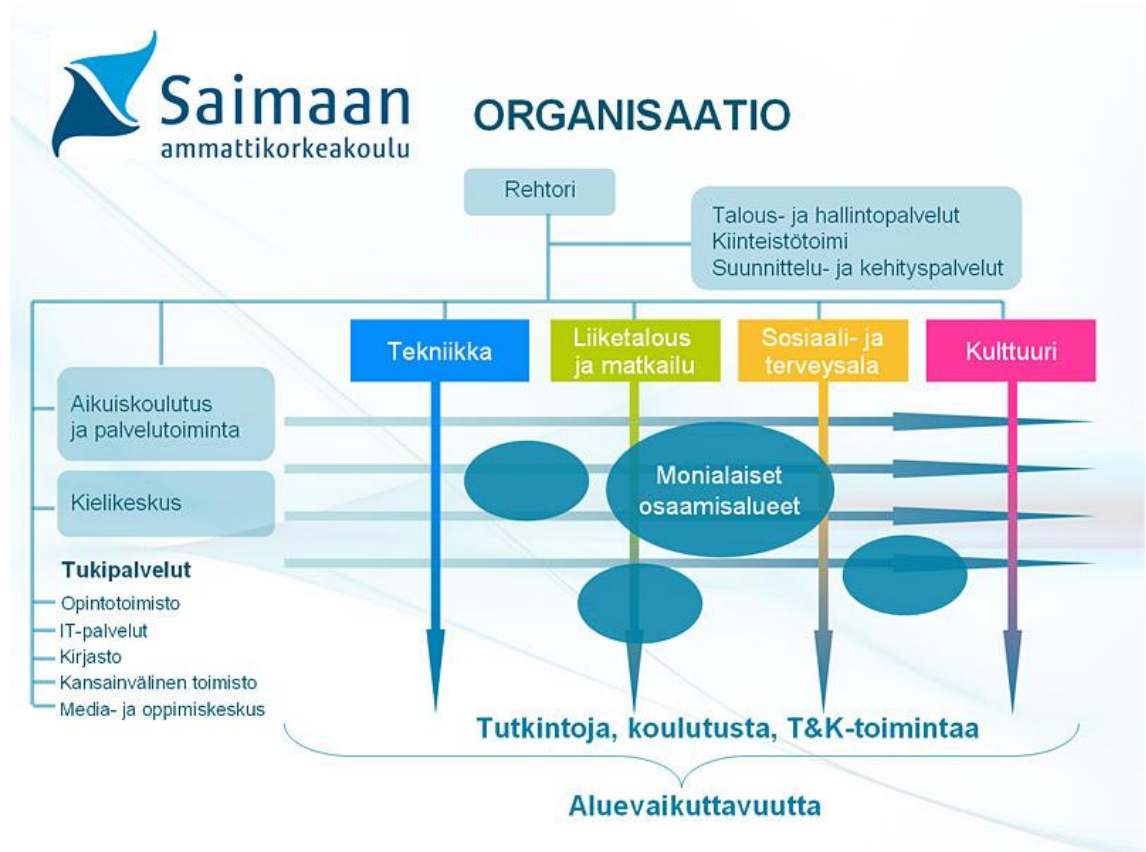 Saimaan
ammattikorkeakoulu
ORGANISAATIO
Rehtori
Talous- ja hallintopalvelut
Kiinteistötoimi
Suunnittelu- ja kehityspalvelut
Tekniikka
Liiketalous
ja matkailu
Sosiaali- ja
terveysala
Kulttuuri
Aikuiskoulutus
ja palvelutoiminta
Kielikeskus
Monialaiset
osaamisalueet
Tukipalvelut
Opintotoimisto
IT-palvelut
Kirjasto
Kansainvälinen toimisto
Media- ja oppimiskeskus
Tutkintoja, koulutusta, T&K-toimintaa
Aluevaikuttavuutta